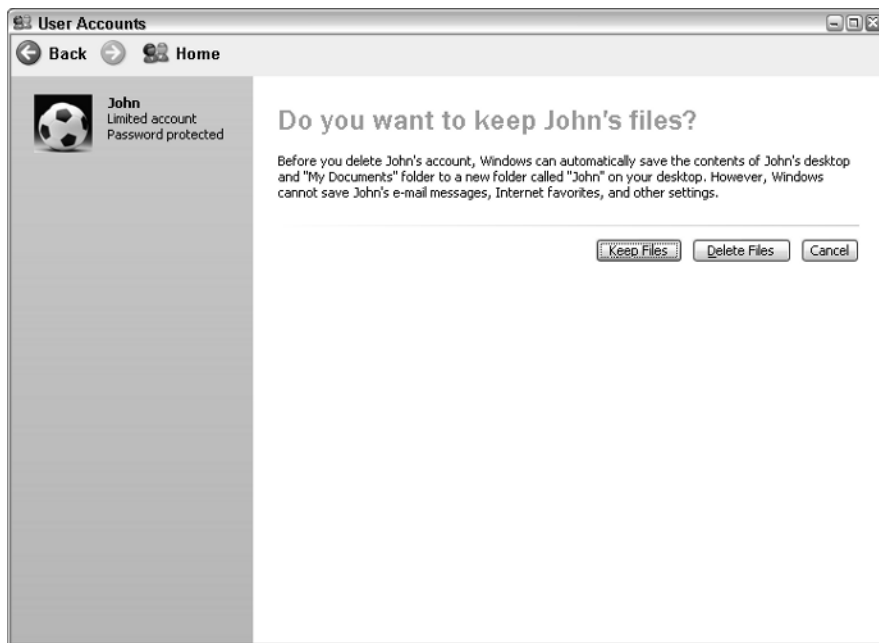 User Accounts
Back Home
John
Limited account
Password protected
Do you want to keep John's files?
Before you delete John's account, Windows can automatically save the contents of John's desktop
and "My Documents" folder to a new folder called "John" on your desktop. However, Windows
cannot save John's e-mail messages, Internet favorites, and other settings.
Keep Files Delete Files Cancel